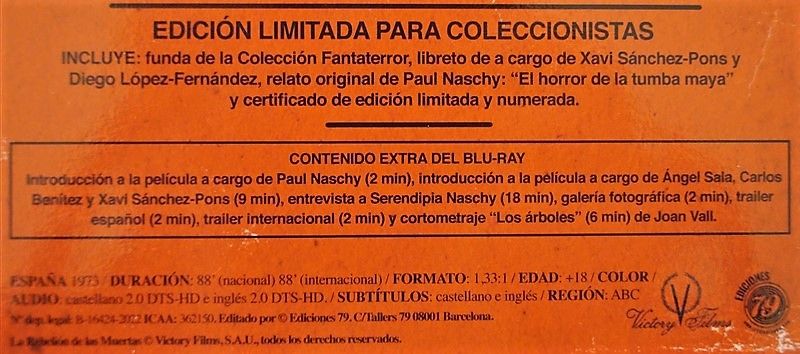 EDICIÓN LIMITADA PARA COLECCIONISTAS
INCLUYE: funda de la Colección Fantaterror, libreto de a cargo de Xavi Sánchez-Pons y
Diego López-Fernández, relato original de Paul Naschy: “El horror de la tumba maya”
y certificado de edición limitada y numerada.
CONTENIDO EXTRA DEL BLU-RAY
Introducción a la película a cargo de Paul Naschy (2 min), introducción a la película a cargo de Ángel Sala, Carlos
Benítez y Xavi Sánchez-Pons (9 min), entrevista a Serendipia Naschy (18 min), galería fotográfica (2 min), trailer
español (2 min), trailer internacional (2 min) y cortometraje “Los árboles” (6 min) de Joan Vall.
ESPAÑA 1973 / DURACIÓN: 88’ (nacional) 88’ (internacional) / FORMATO: 1,33:1 / EDAD: +18 / COLOR /
AUDIO: castellano 2.0 DTS-HD e inglés 2.0 DTS-HD. / SUBTÍTULOS: castellano e inglés / REGIÓN: ABC
Nº dep. legal: B-16424-2022 ICAA: 362150. Editado por © Ediciones 79. C/Tallers 79 08001 Barcelona.
La Rebelión de las Muertas © Victory Films, S.A.U., todos los derechos reservados.
Victory Films
EDICIONES
79